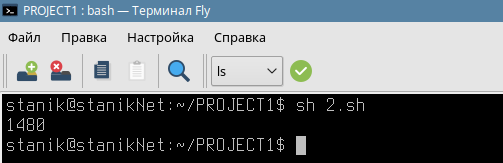 PROJECT1 : bash — Терминал Fly
Файл Правка Настройка Справка
ls
stanik@stanikNet:~/PROJECT1$ sh 2.sh
1480
stanik@stanikNet:~/PROJECT1$